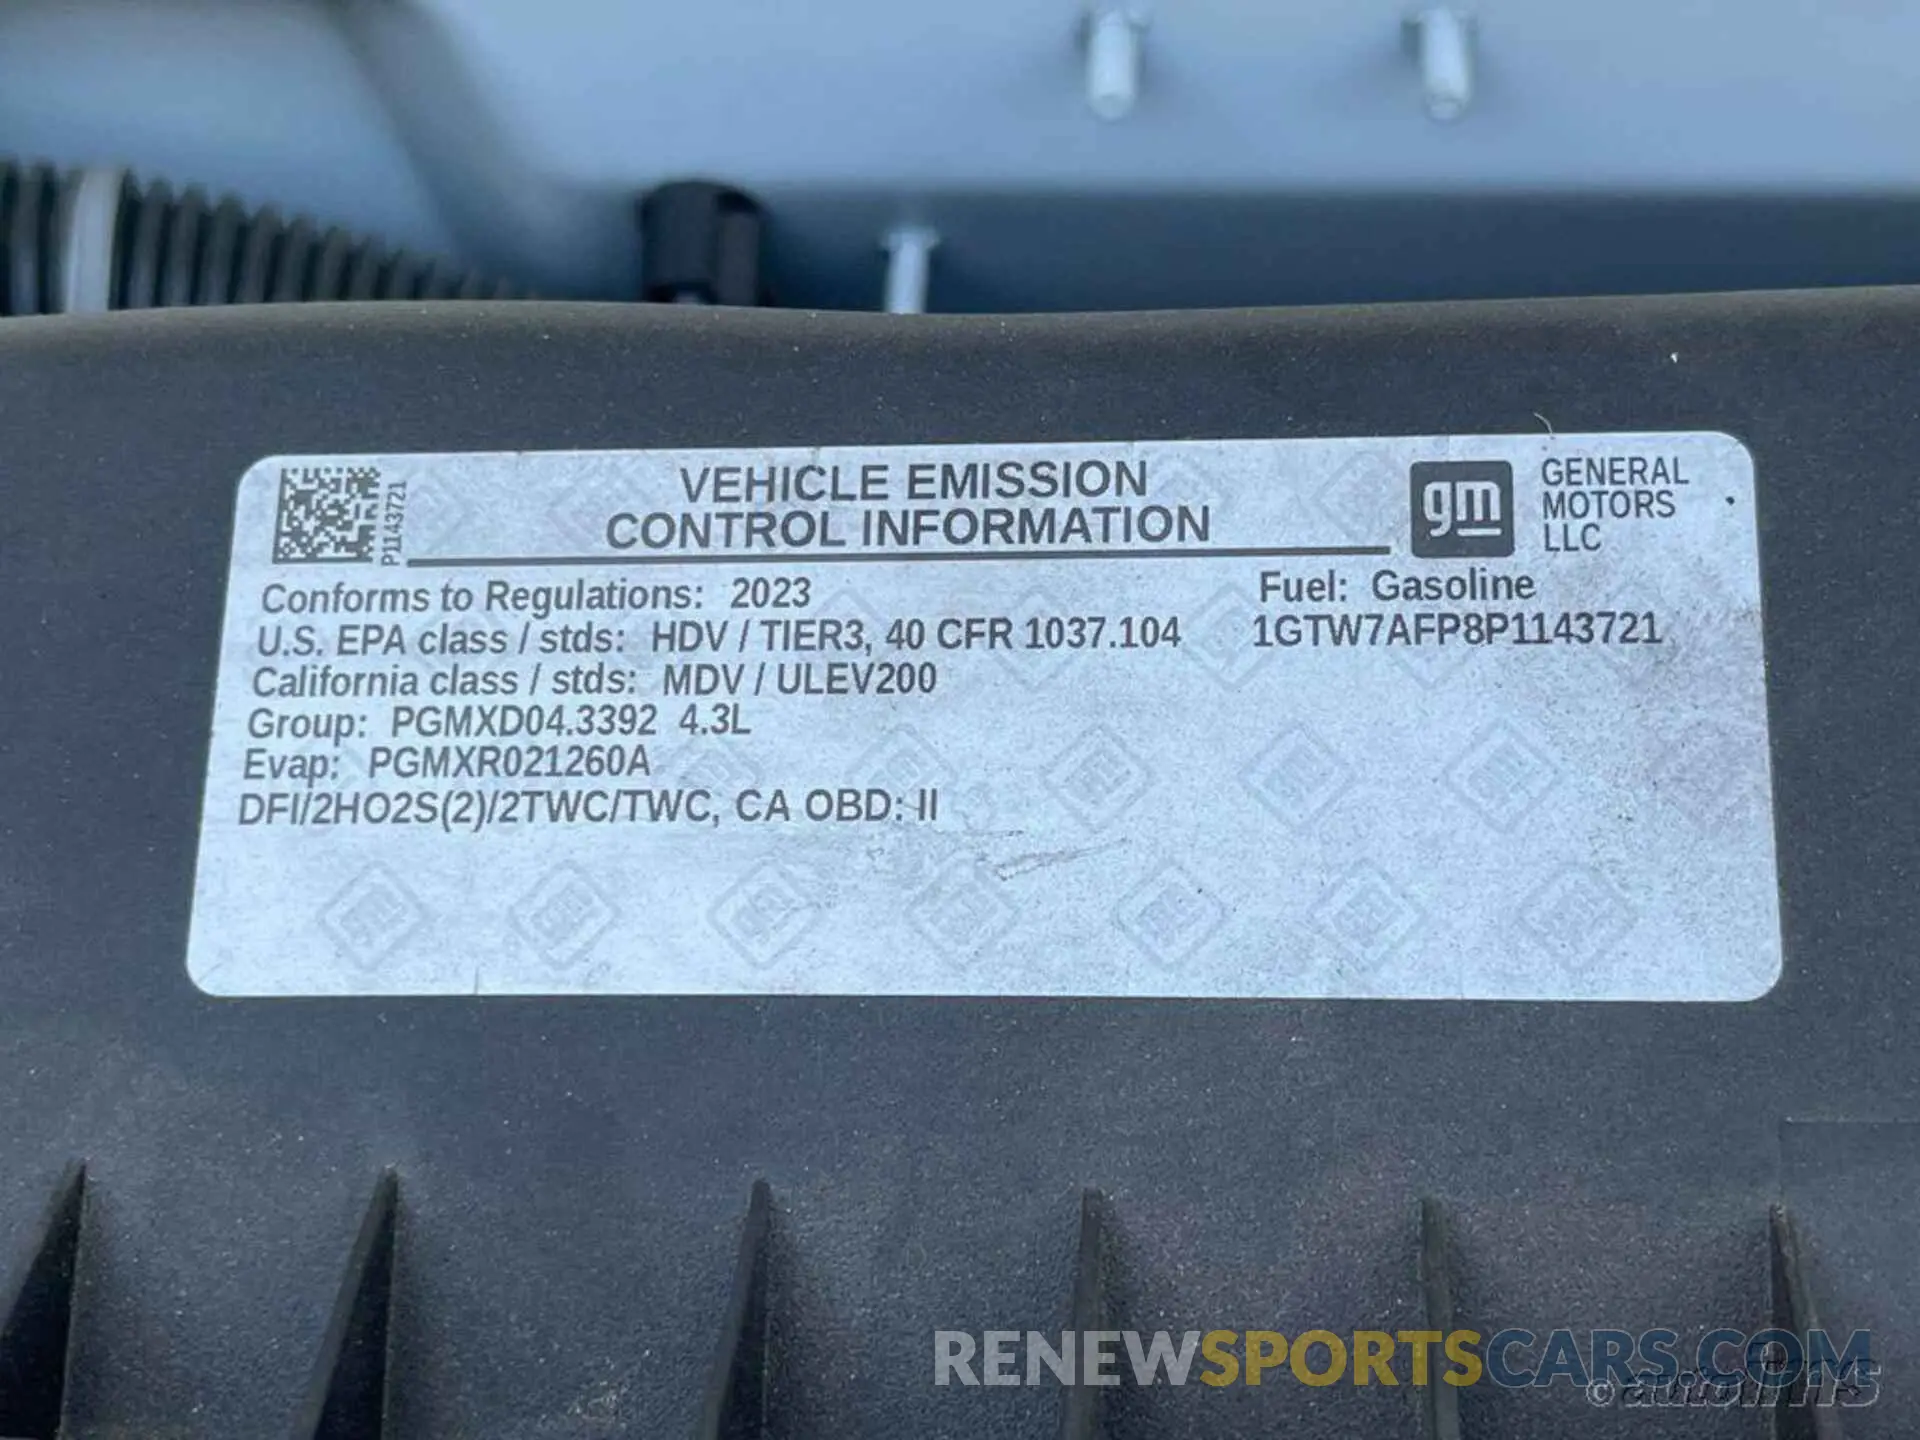 P1143721
VEHICLE EMISSION
CONTROL INFORMATION
gm
GENERAL
MOTORS
LLC
Conforms to Regulations: 2023
Fuel: Gasoline
U.S. EPA class / stds: HDV / TIER3, 40 CFR 1037.104
1GTW7AFP8P1143721
California class / stds: MDV / ULEV200
Group: PGMXD04.3392 4.3L
Evap: PGMXR021260A
DFI/2HO2S(2)/2TWC/TWC, CA OBD: II
RENEWSPORTSCARS.COM